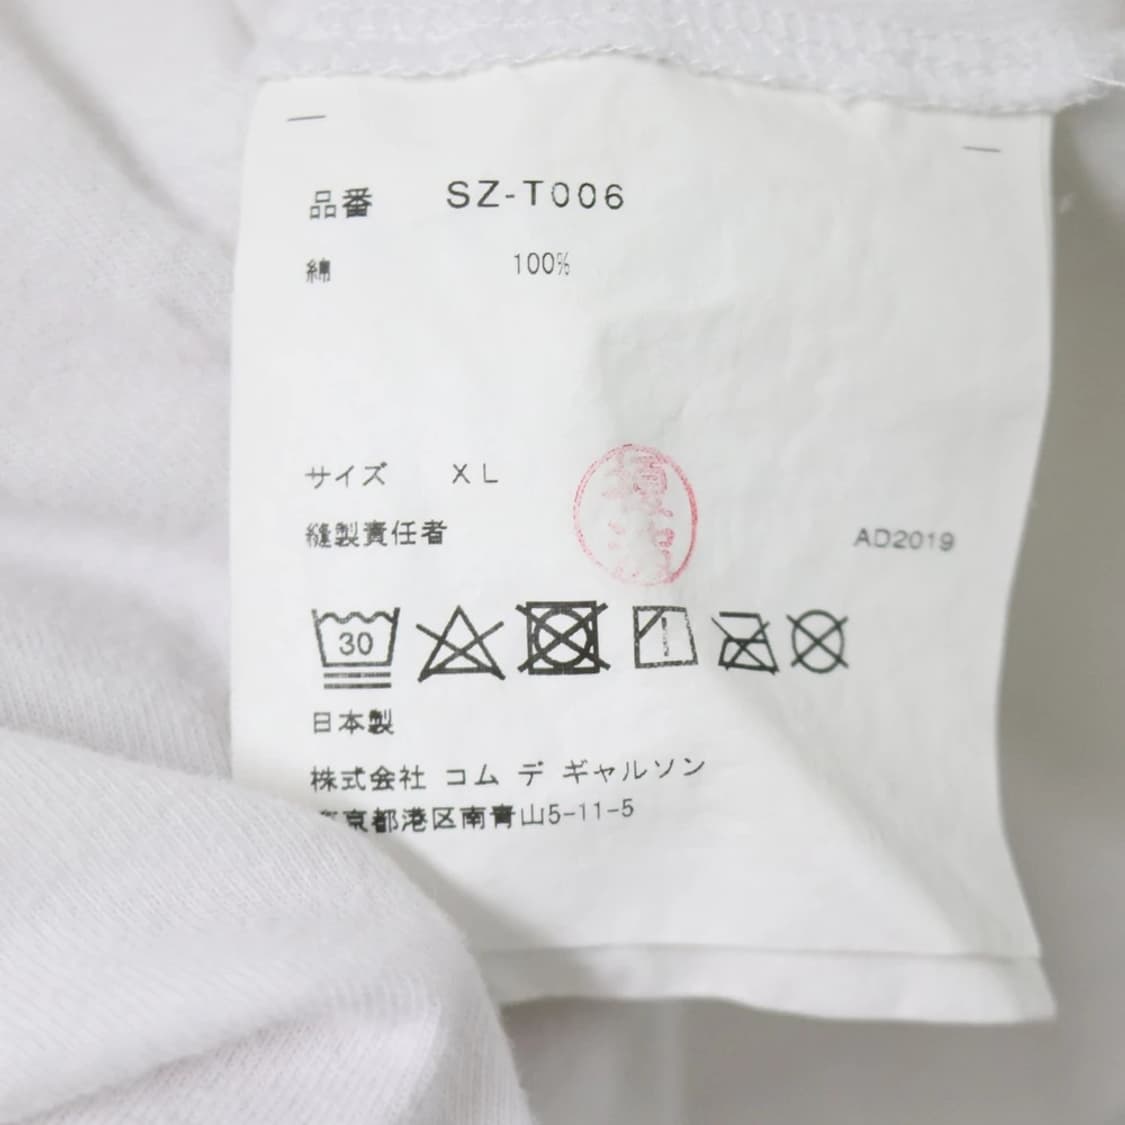 品番 SZ-T006
綿 100%
サイズ XL
縫製責任者
AD2019
30
日本製
株式会社 コム デ ギャルソン
京都港区南青山5-11-5